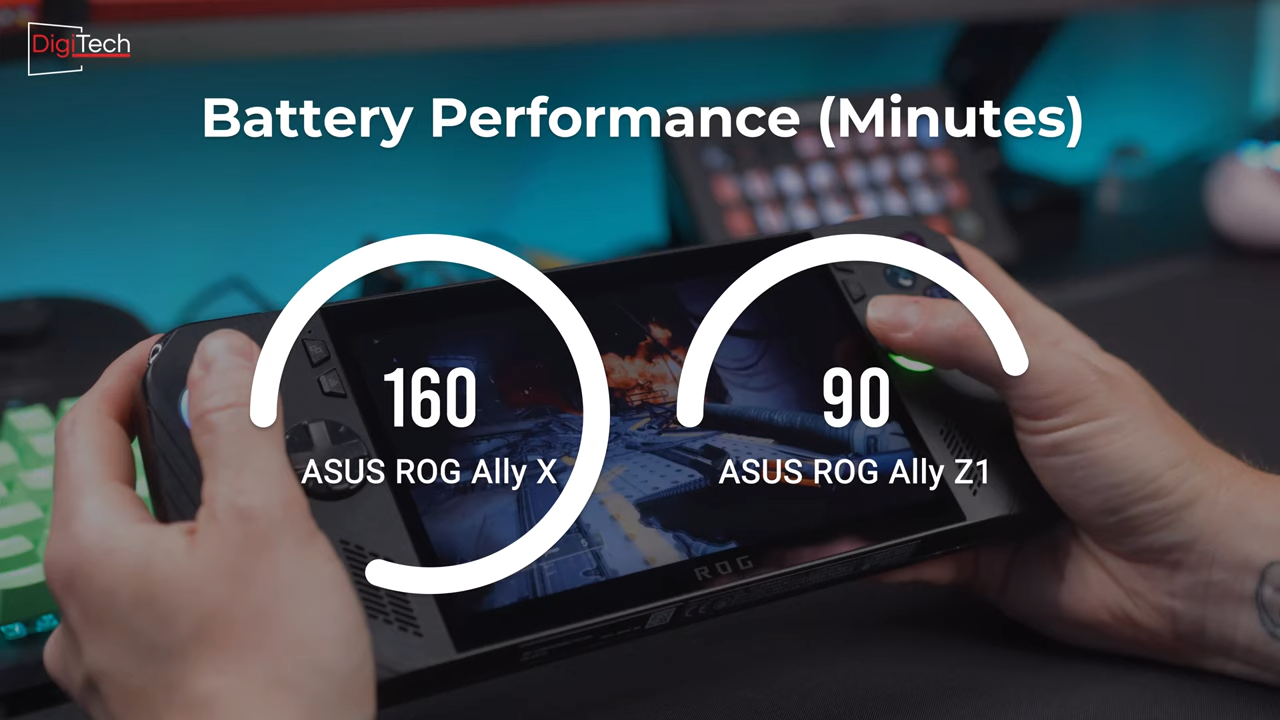 DigiTech
Battery Performance (Minutes)
160
90
ASUS ROG Ally X
ASUS ROG Ally Z1
ROG